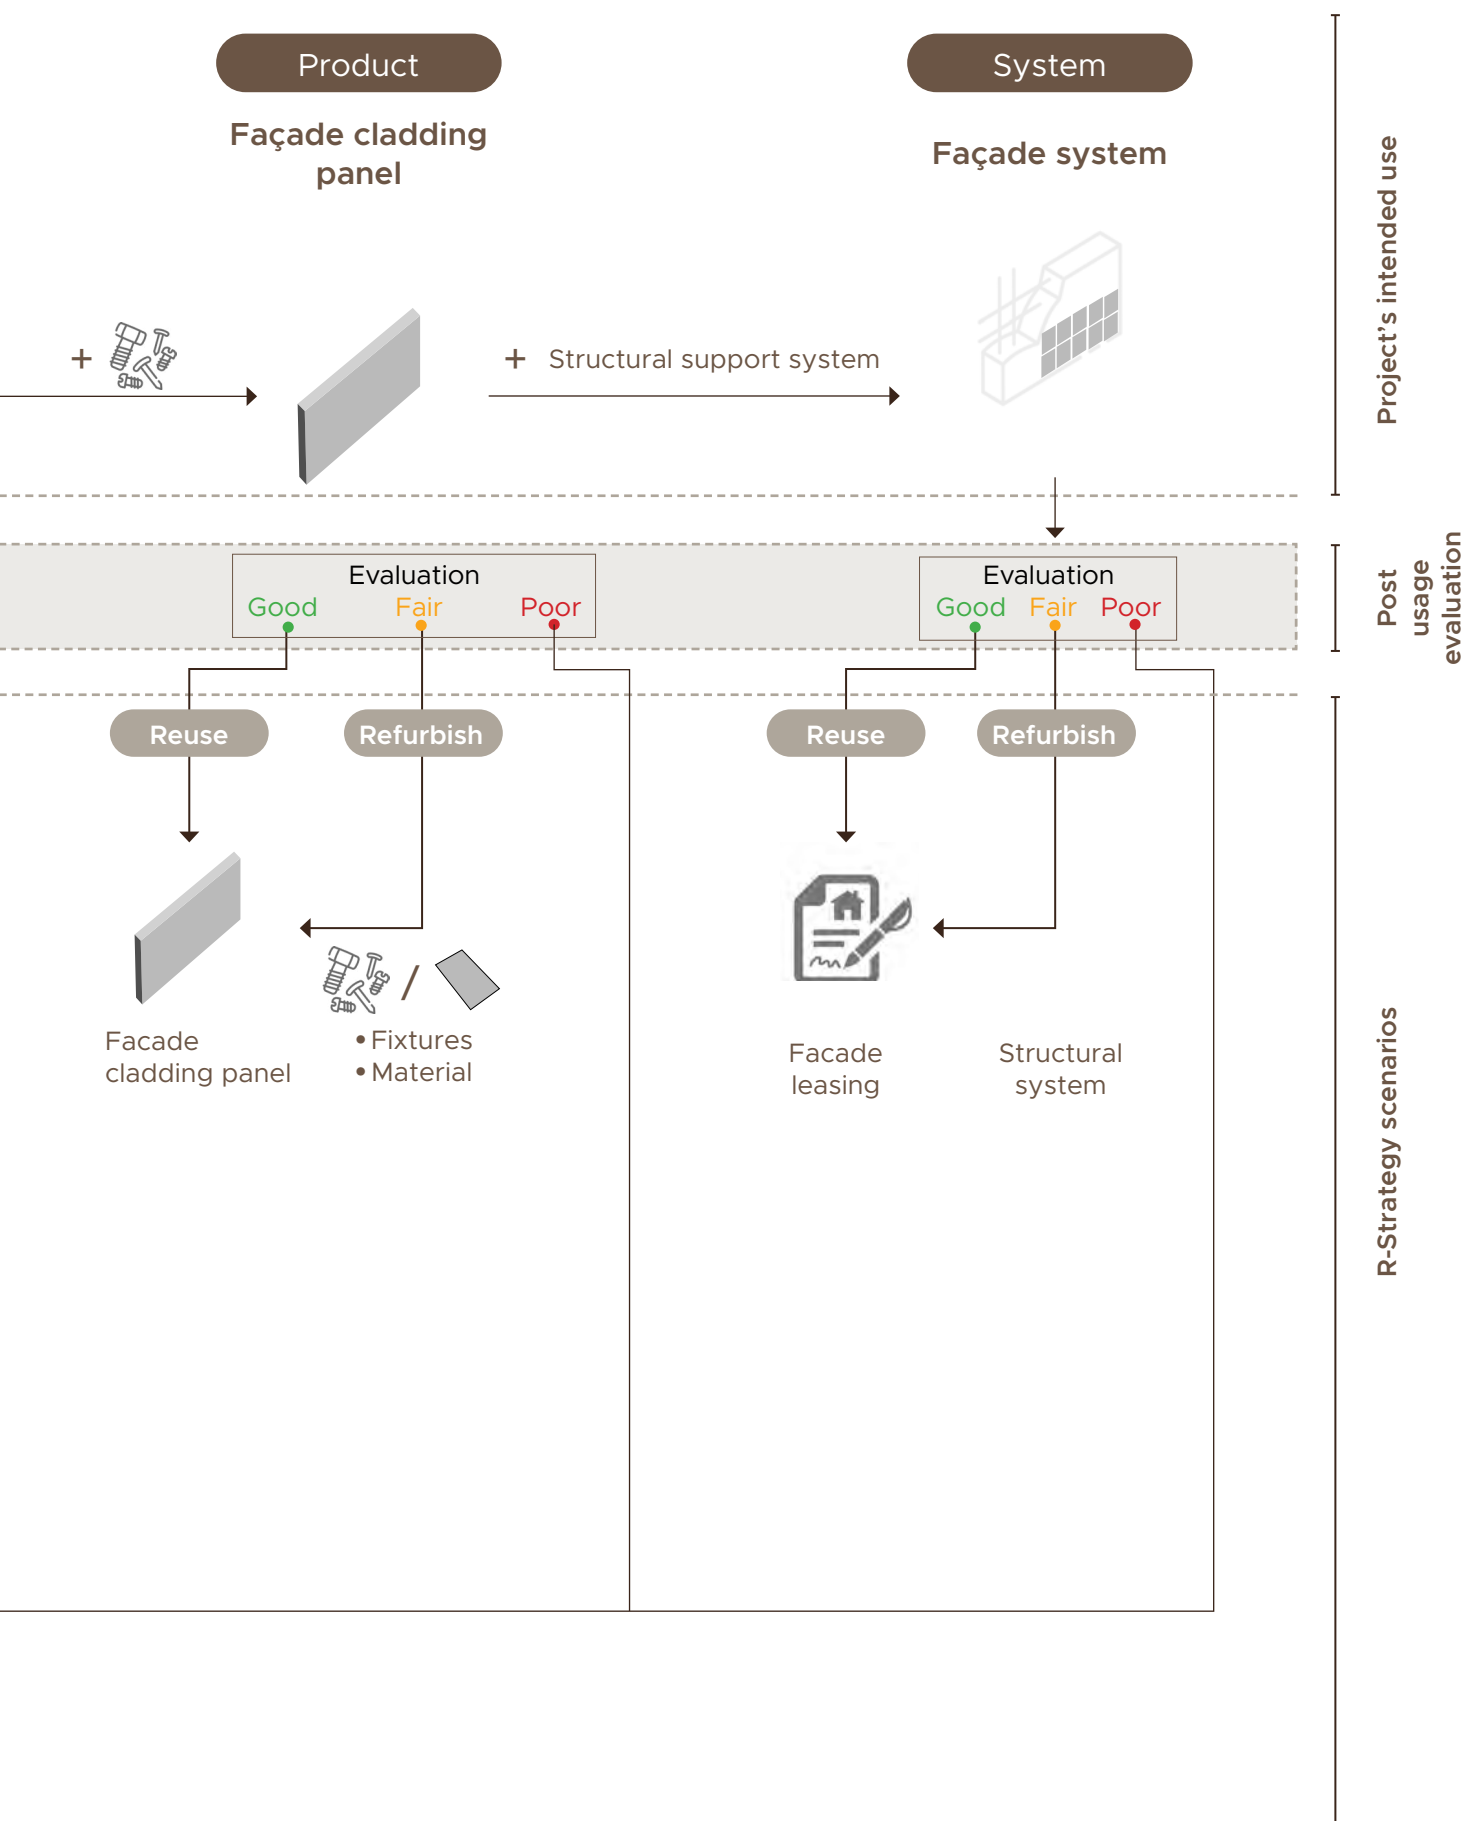 Product
System
Façade cladding
panel
Façade system
+
+ Structural support system
Project's intended use
Evaluation
Good Fair Poor
Evaluation
Good Fair Poor
Post
usage
evaluation
Reuse
Refurbish
Reuse
Refurbish
/
Facade
cladding panel
• Fixtures
• Material
Facade
leasing
Structural
system
R-Strategy scenarios